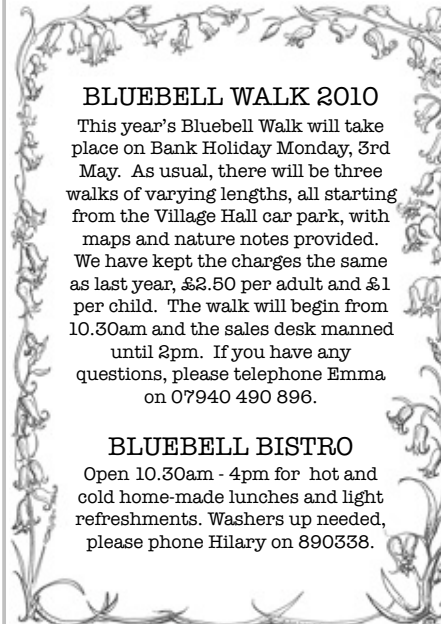 BLUEBELL WALK 2010
This year's Bluebell Walk will take
place on Bank Holiday Monday, 3rd
May.  As usual, there will be three
walks of varying lengths, all starting
from the Village Hall car park, with
maps and nature notes provided.
We have kept the charges the same
as last year, £2.50 per adult and £1
per child.  The walk will begin from
10.30am and the sales desk manned
until 2pm.  If you have any
questions, please telephone Emma
on 07940 490 896.
BLUEBELL BISTRO
Open 10.30am - 4pm for  hot and
cold home-made lunches and light
refreshments. Washers up needed,
please phone Hilary on 890338.